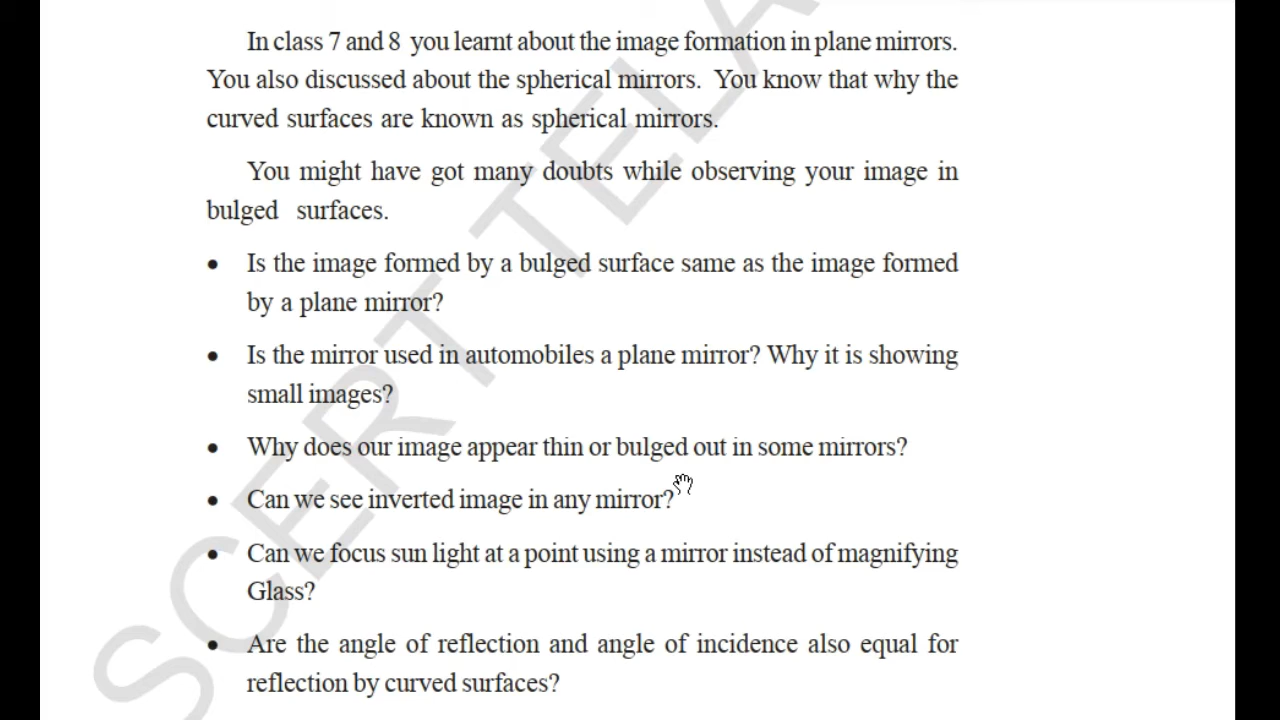 In class 7 and 8 you learnt about the image formation in plane mirrors.
You also discussed about the spherical mirrors. You know that why the
curved surfaces are known as spherical mirrors.
You might have got many doubts while observing your image in
bulged surfaces.
• Is the image formed by a bulged surface same as the image formed
by a plane mirror?
• Is the mirror used in automobiles a plane mirror? Why it is showing
small images?
• Why does our image appear thin or bulged out in some mirrors?
• Can we see inverted image in any mirror?
• Can we focus sun light at a point using a mirror instead of magnifying
Glass?
• Are the angle of reflection and angle of incidence also equal for
reflection by curved surfaces?
SCERT TELA